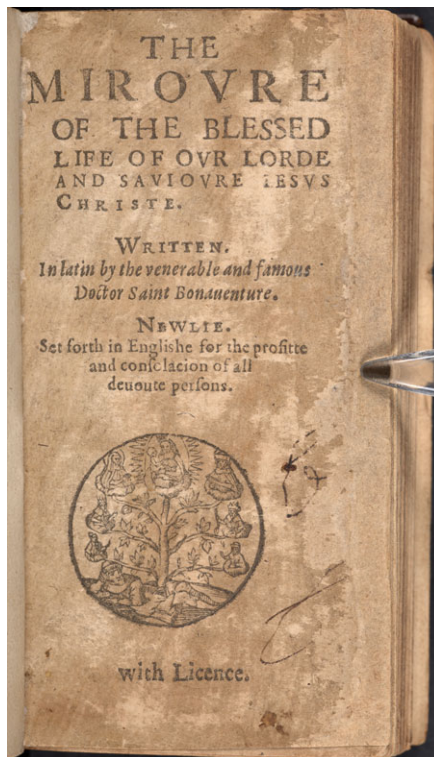 THE
MIROVRE
OF THE BLESSED
LIFE OF OVR LORDE
AND SAVIOVRE IESVS
CHRISTE.
WRITTEN.
In latin by the venerable and famous
Doctor Saint Bonauenture.
NEWLIE.
Set forth in Englishe for the profitte
and conſolacion of all
deuoute perſons.
with Licence.